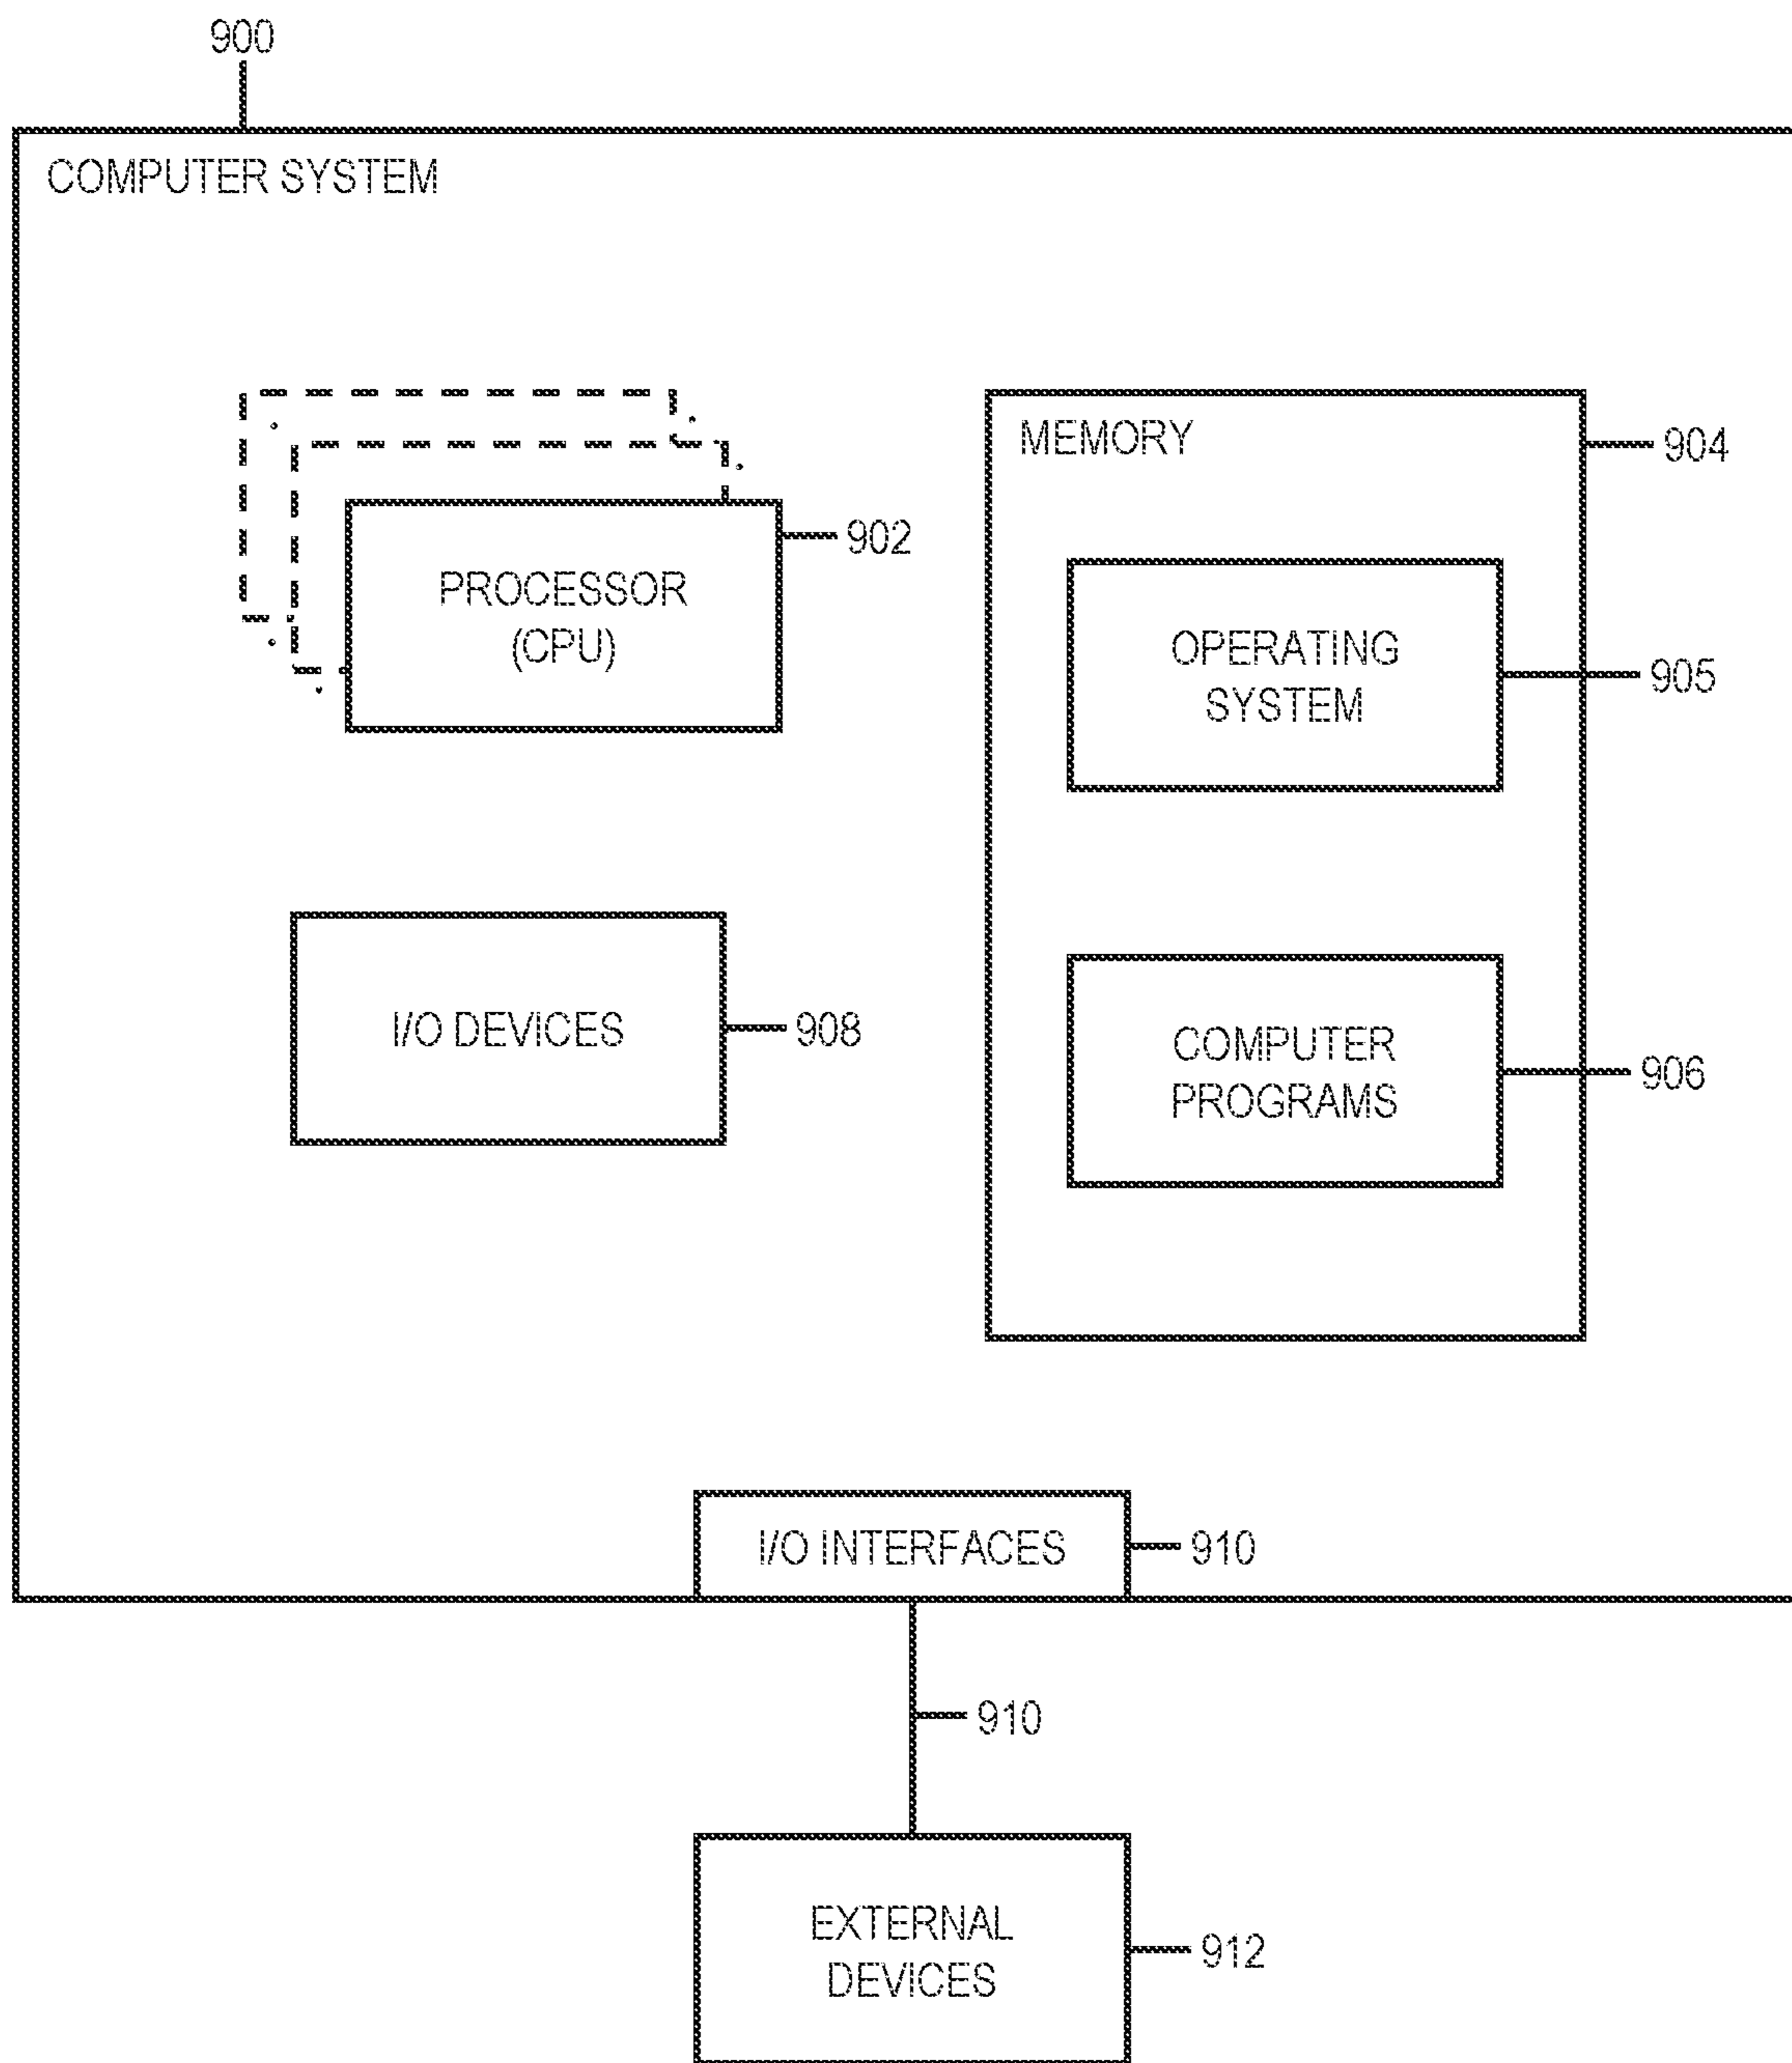 900
COMPUTER SYSTEM
MEMORY
904
902
PROCESSOR
(CPU)
OPERATING
SYSTEM
905
I/O DEVICES
908
COMPUTER
PROGRAMS
906
I/O INTERFACES
910
910
EXTERNAL
DEVICES
912